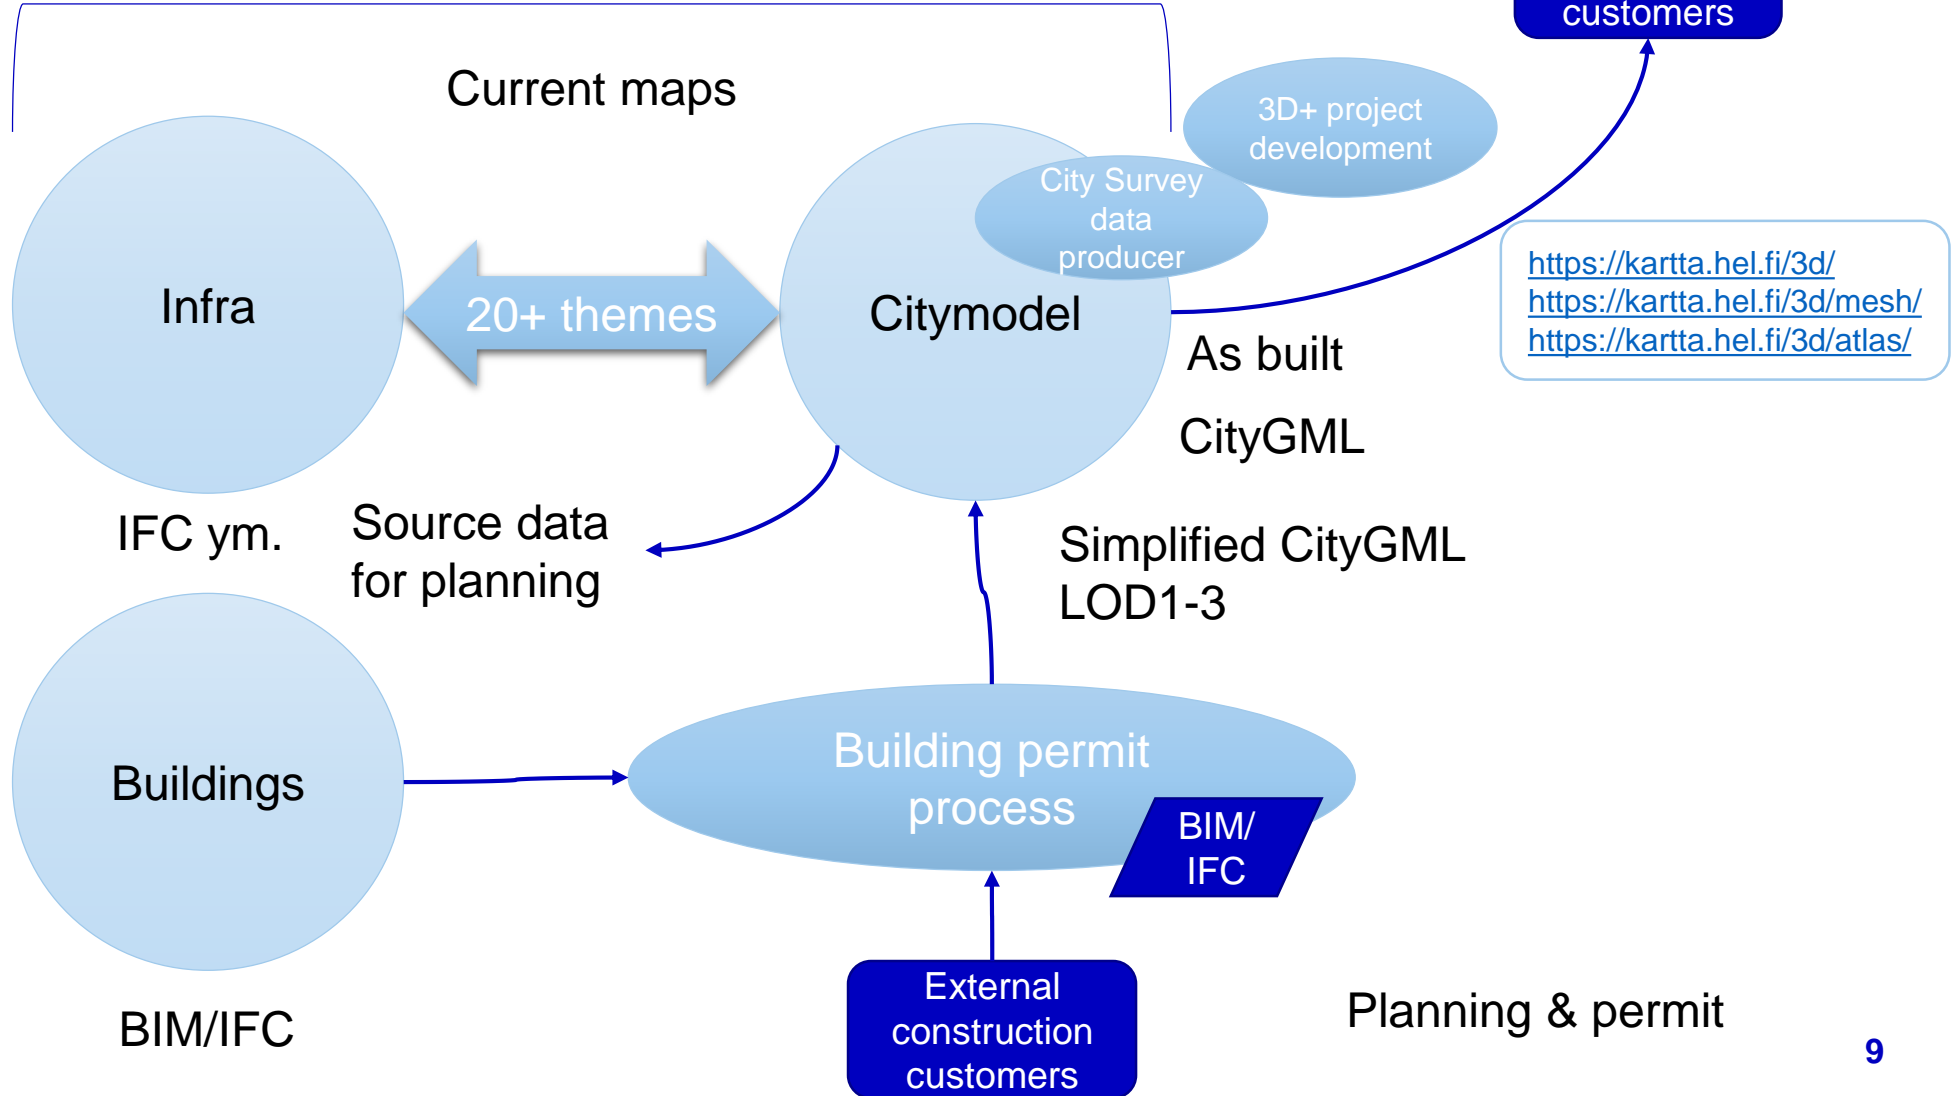 customers
Current maps
3D+ project
development
City Survey
data
producer
https://kartta.hel.fi/3d/
https://kartta.hel.fi/3d/mesh/
https://kartta.hel.fi/3d/atlas/
Infra
20+ themes
Citymodel
As built
CityGML
IFC ym.
Source data
for planning
Simplified CityGML
LOD1-3
Buildings
Building permit
process
BIM/
IFC
BIM/IFC
External
construction
customers
Planning & permit
9